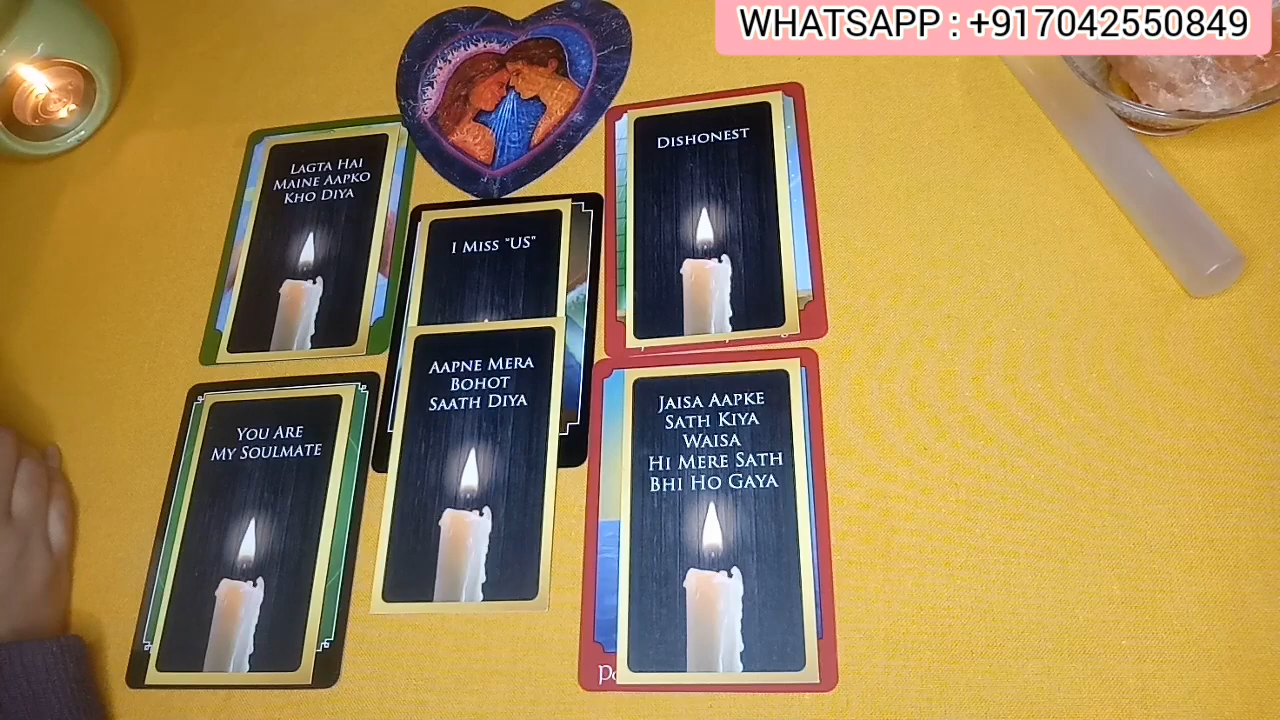 WHATSAPP : +917042550849
LAGTA HAI
MAINE AAPKO
KHO DIYA
I MISS "US"
DISHONEST
YOU ARE
MY SOULMATE
AAPNE MERA
BOHOT
SAATH DIYA
JAISA AAPKE
SATH KIYA
WAISA
HI MERE SATH
BHI HO GAYA